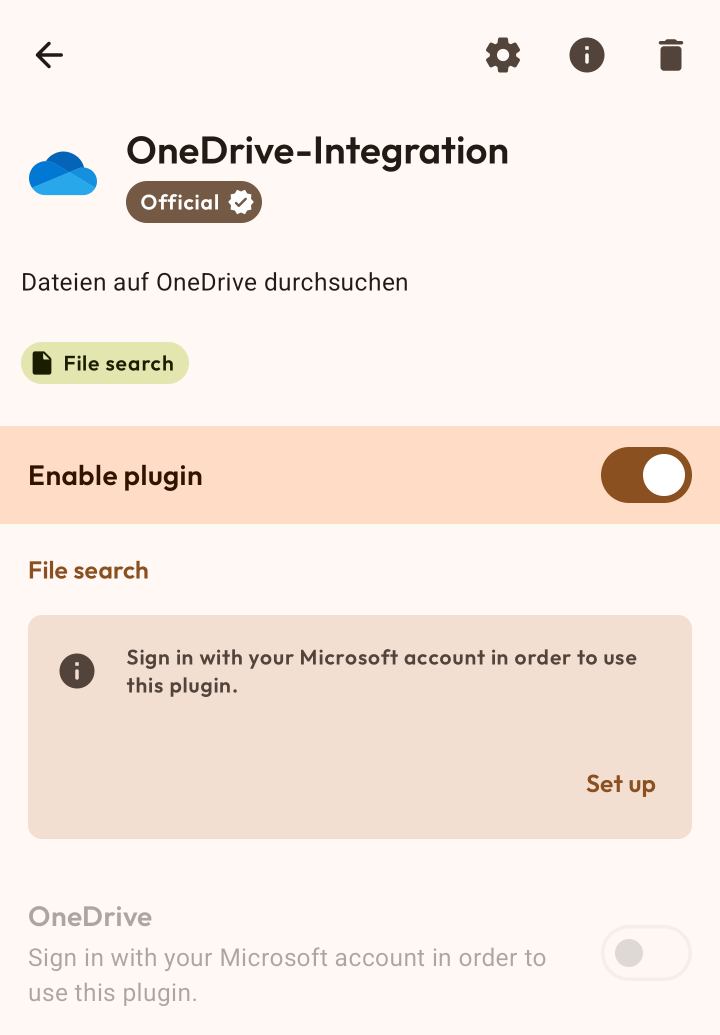 OneDrive-Integration
Official
Dateien auf OneDrive durchsuchen
File search
Enable plugin
File search
Sign in with your Microsoft account in order to use
this plugin.
Set up
OneDrive
Sign in with your Microsoft account in order to
use this plugin.